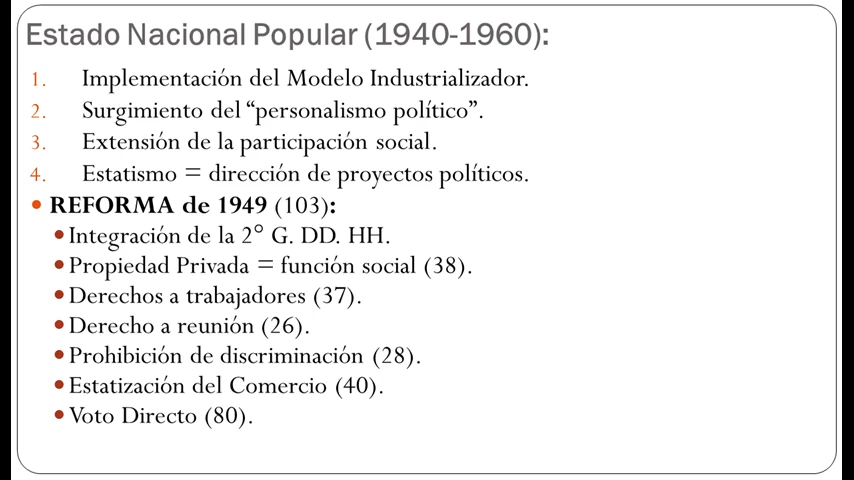 Estado Nacional Popular (1940-1960):
1. Implementación del Modelo Industrializador.
2. Surgimiento del “personalismo político”.
3. Extensión de la participación social.
4. Estatismo = dirección de proyectos políticos.
• REFORMA de 1949 (103):
• Integración de la 2° G. DD. HH.
• Propiedad Privada = función social (38).
• Derechos a trabajadores (37).
• Derecho a reunión (26).
• Prohibición de discriminación (28).
• Estatización del Comercio (40).
• Voto Directo (80).